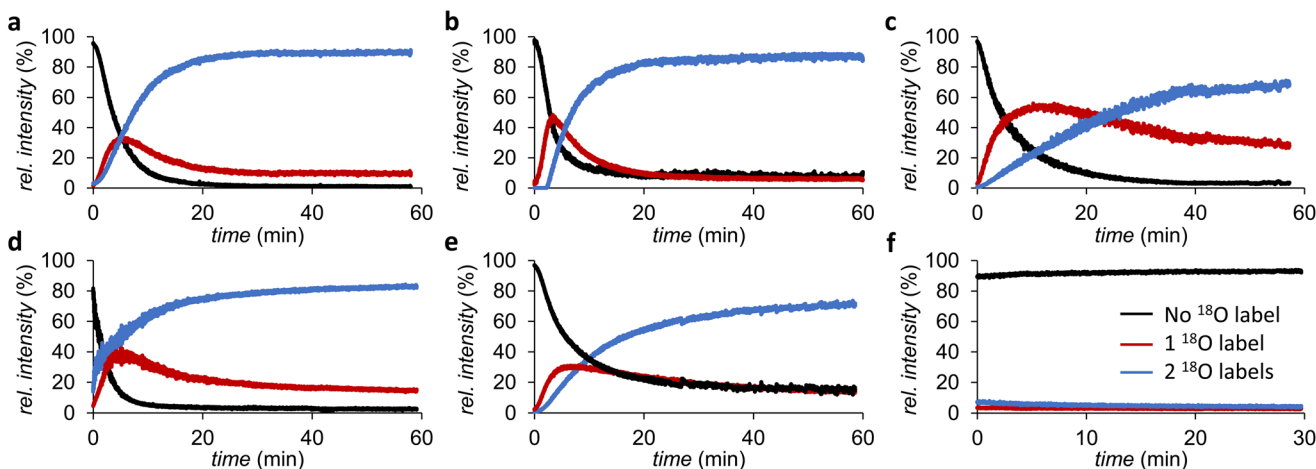 a
rel. intensity (%)
100
80
60
40
20
0
0 20 40 60
time (min)
b
rel. intensity (%)
100
80
60
40
20
0
0 20 40 60
time (min)
c
rel. intensity (%)
100
80
60
40
20
0
0 10 20 30 40 50 60
time (min)
d
rel. intensity (%)
100
80
60
40
20
0
0 20 40 60
time (min)
e
rel. intensity (%)
100
80
60
40
20
0
0 20 40 60
time (min)
f
rel. intensity (%)
100
80
60
40
20
0
0 10 20 30
time (min)
No ¹⁸O label
1 ¹⁸O label
2 ¹⁸O labels